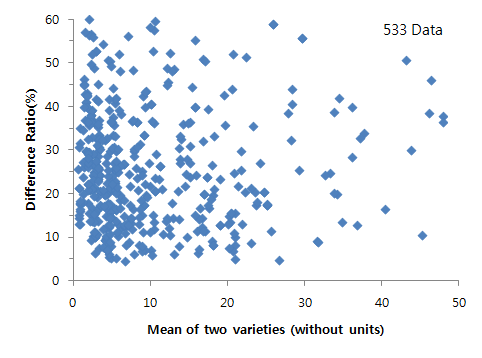 60
533 Data
50
40
30
20
10
0
Difference Ratio(%)
0 10 20 30 40 50
Mean of two varieties (without units)